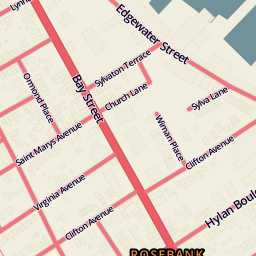 Edgewater Street
Sylvaton Terrace
Ormond Place
Bay Street
Church Lane
Sylva Lane
Wiman Place
Saint Marys Avenue
Clifton Avenue
Virginia Avenue
Hylan Boul
Clifton Avenue
ROSEBANK